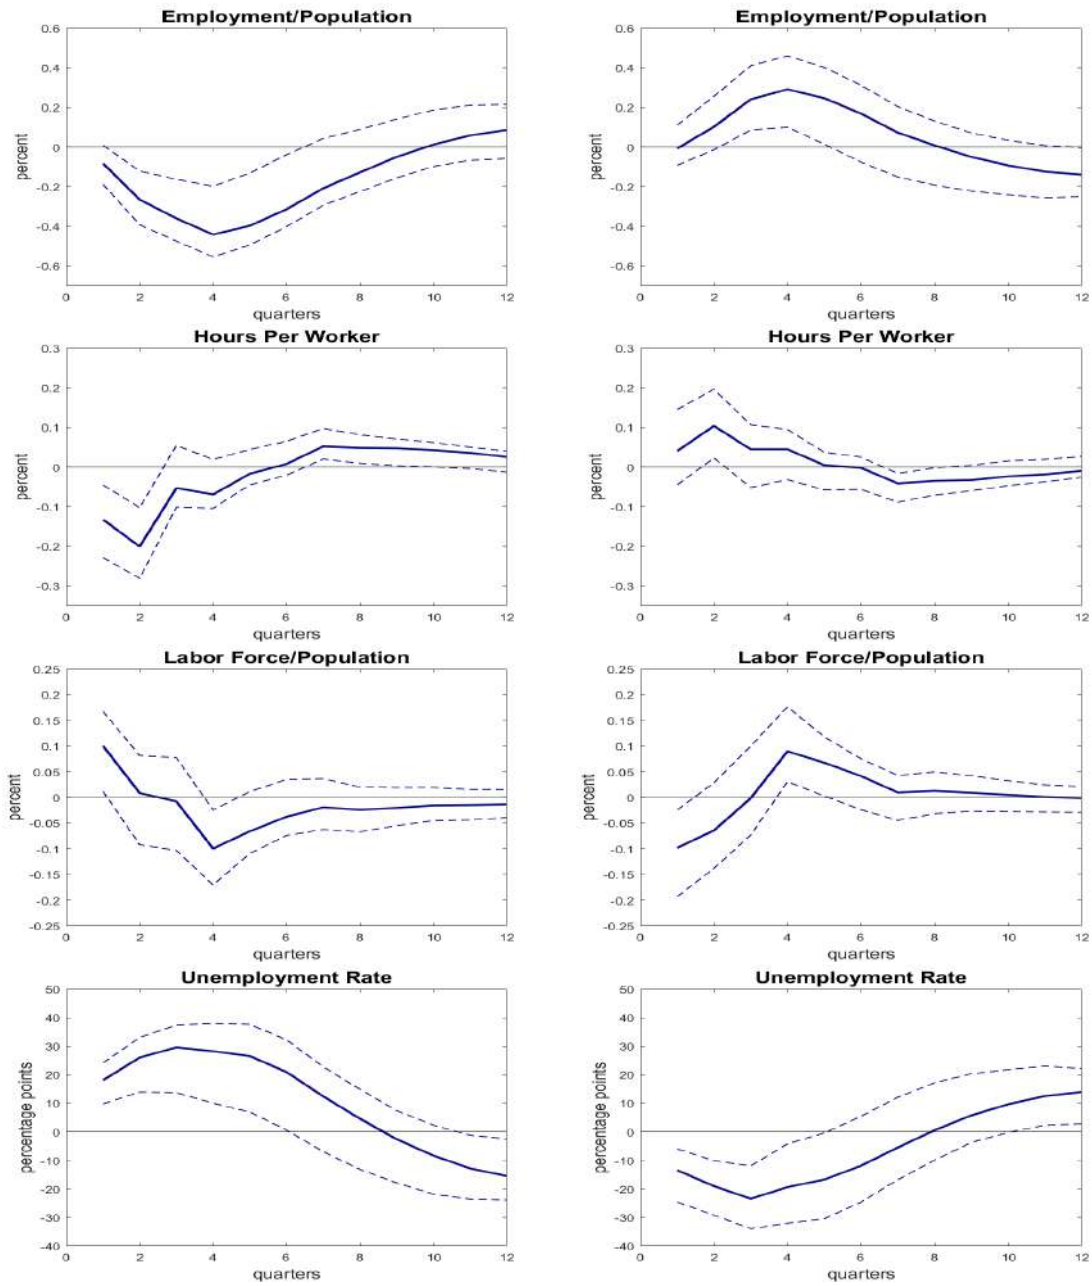 Employment/Population
0.6
0.4
0.2
0
-0.2
-0.4
-0.6
percent
0 2 4 6 8 10 12
quarters
Employment/Population
0.6
0.4
0.2
0
-0.2
-0.4
-0.6
percent
0 2 4 6 8 10 12
quarters
Hours Per Worker
0.3
0.2
0.1
0
-0.1
-0.2
-0.3
percent
0 2 4 6 8 10 12
quarters
Hours Per Worker
0.3
0.2
0.1
0
-0.1
-0.2
-0.3
percent
0 2 4 6 8 10 12
quarters
Labor Force/Population
0.25
0.2
0.15
0.1
0.05
0
-0.05
-0.1
-0.15
-0.2
0.25
percent
0 2 4 6 8 10 12
quarters
Labor Force/Population
0.25
0.2
0.15
0.1
0.05
0
-0.05
-0.1
-0.15
-0.2
-0.25
percent
0 2 4 6 8 10 12
quarters
Unemployment Rate
50
40
30
20
10
0
-10
-20
-30
-40
percentage points
0 2 4 6 8 10 12
quarters
Unemployment Rate
50
40
30
20
10
0
-10
-20
-30
-40
percentage points
0 2 4 6 8 10 12
quarters